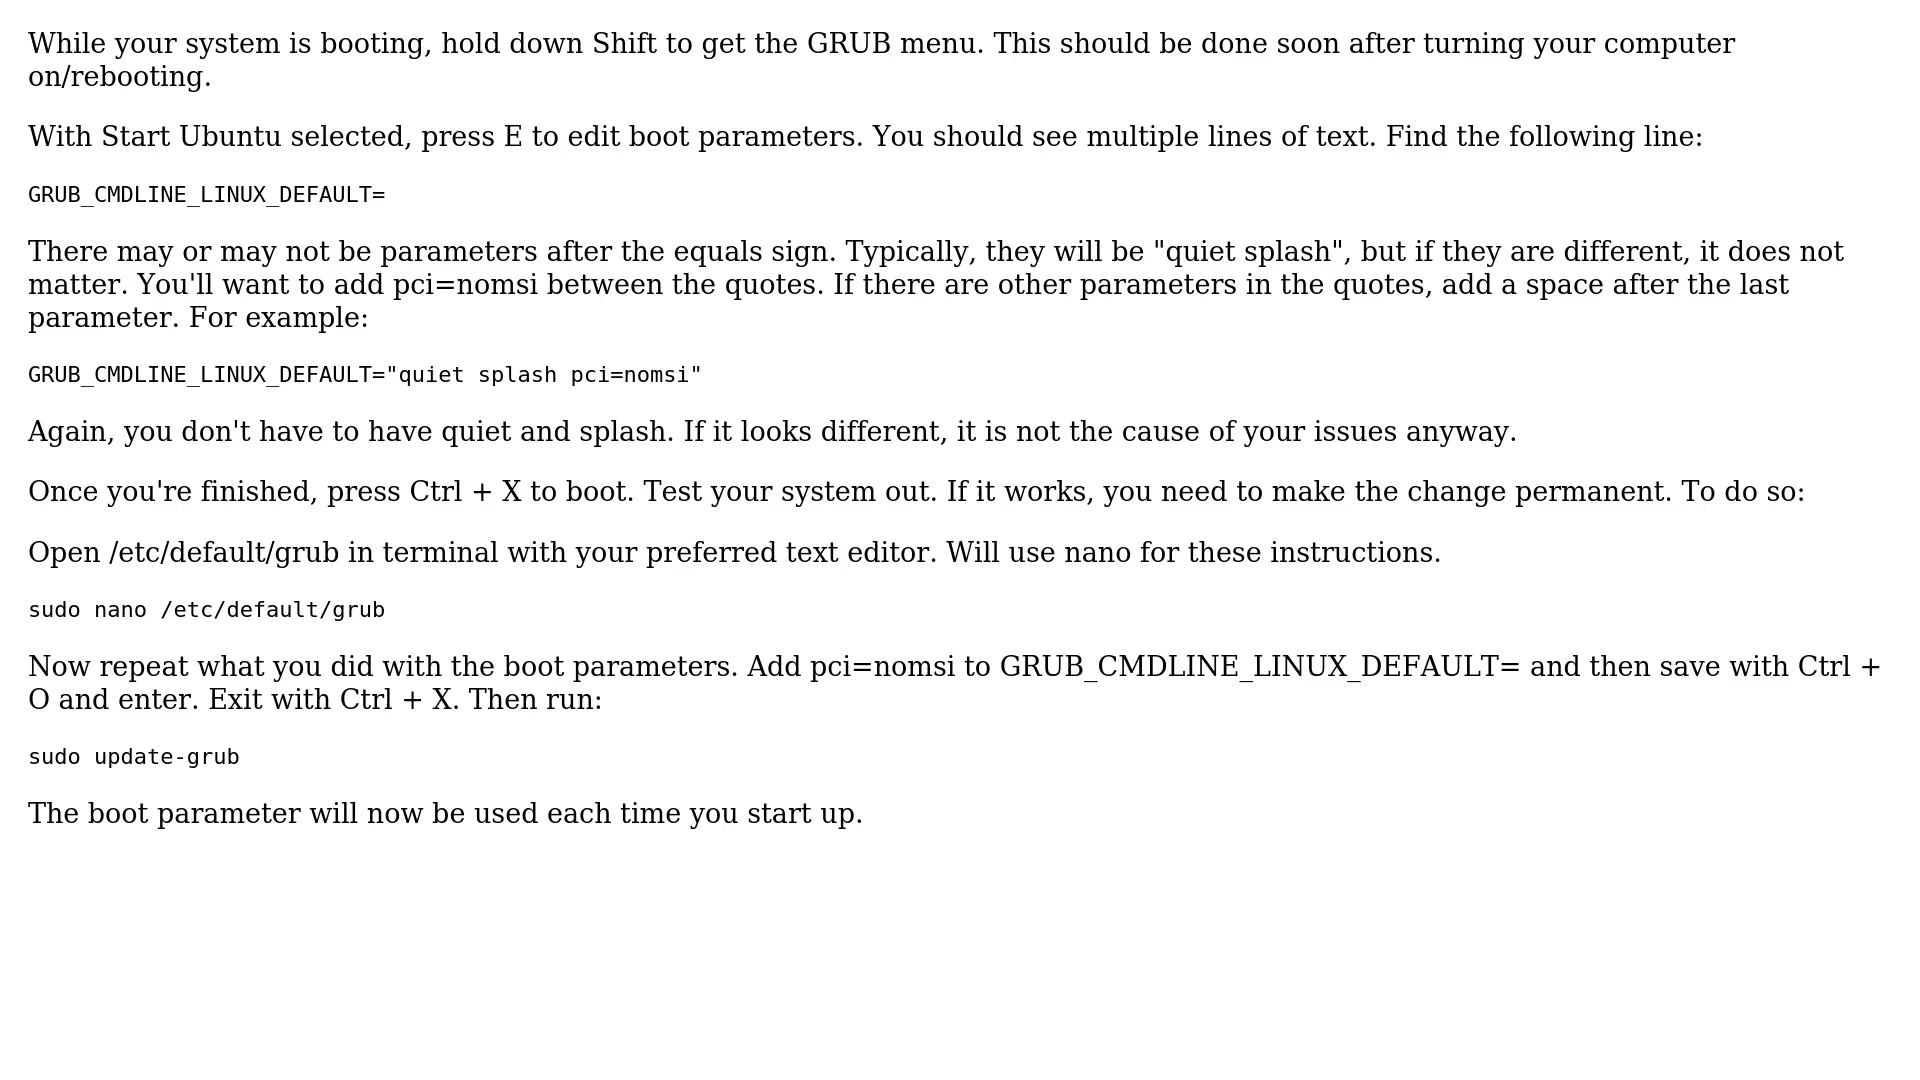 While your system is booting, hold down Shift to get the GRUB menu. This should be done soon after turning your computer
on/rebooting.
With Start Ubuntu selected, press E to edit boot parameters. You should see multiple lines of text. Find the following line:
GRUB_CMDLINE_LINUX_DEFAULT=
There may or may not be parameters after the equals sign. Typically, they will be "quiet splash", but if they are different, it does not
matter. You'll want to add pci=nomsi between the quotes. If there are other parameters in the quotes, add a space after the last
parameter. For example:
GRUB_CMDLINE_LINUX_DEFAULT="quiet splash pci=nomsi"
Again, you don't have to have quiet and splash. If it looks different, it is not the cause of your issues anyway.
Once you're finished, press Ctrl + X to boot. Test your system out. If it works, you need to make the change permanent. To do so:
Open /etc/default/grub in terminal with your preferred text editor. Will use nano for these instructions.
sudo nano /etc/default/grub
Now repeat what you did with the boot parameters. Add pci=nomsi to GRUB_CMDLINE_LINUX_DEFAULT= and then save with Ctrl +
O and enter. Exit with Ctrl + X. Then run:
sudo update-grub
The boot parameter will now be used each time you start up.